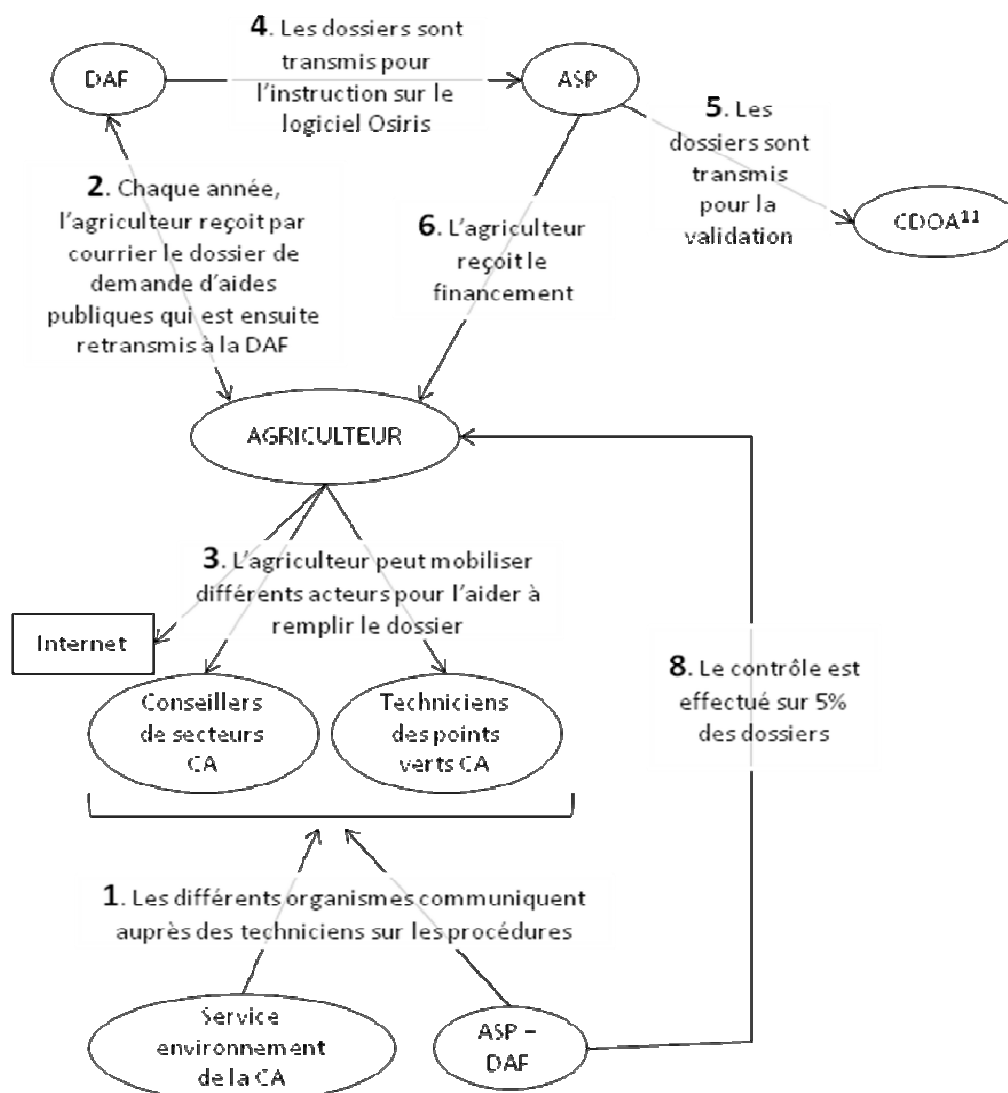 4. Les dossiers sont
transmis pour
l'instruction sur le
logiciel Osiris
DAF
ASP
5. Les
dossiers sont
transmis
pour la
validation
CDOA¹¹
2. Chaque année,
l'agriculteur reçoit par
courrier le dossier de
demande d'aides
publiques qui est ensuite
retransmis à la DAF
6. L'agriculteur
reçoit le
financement
AGRICULTEUR
3. L'agriculteur peut mobiliser
différents acteurs pour l'aider à
remplir le dossier
Internet
Conseillers
de secteurs
CA
Techniciens
des points
verts CA
8. Le contrôle est
effectué sur 5%
des dossiers
1. Les différents organismes communiquent
auprès des techniciens sur les procédures
Service
environnement
de la CA
ASP –
DAF